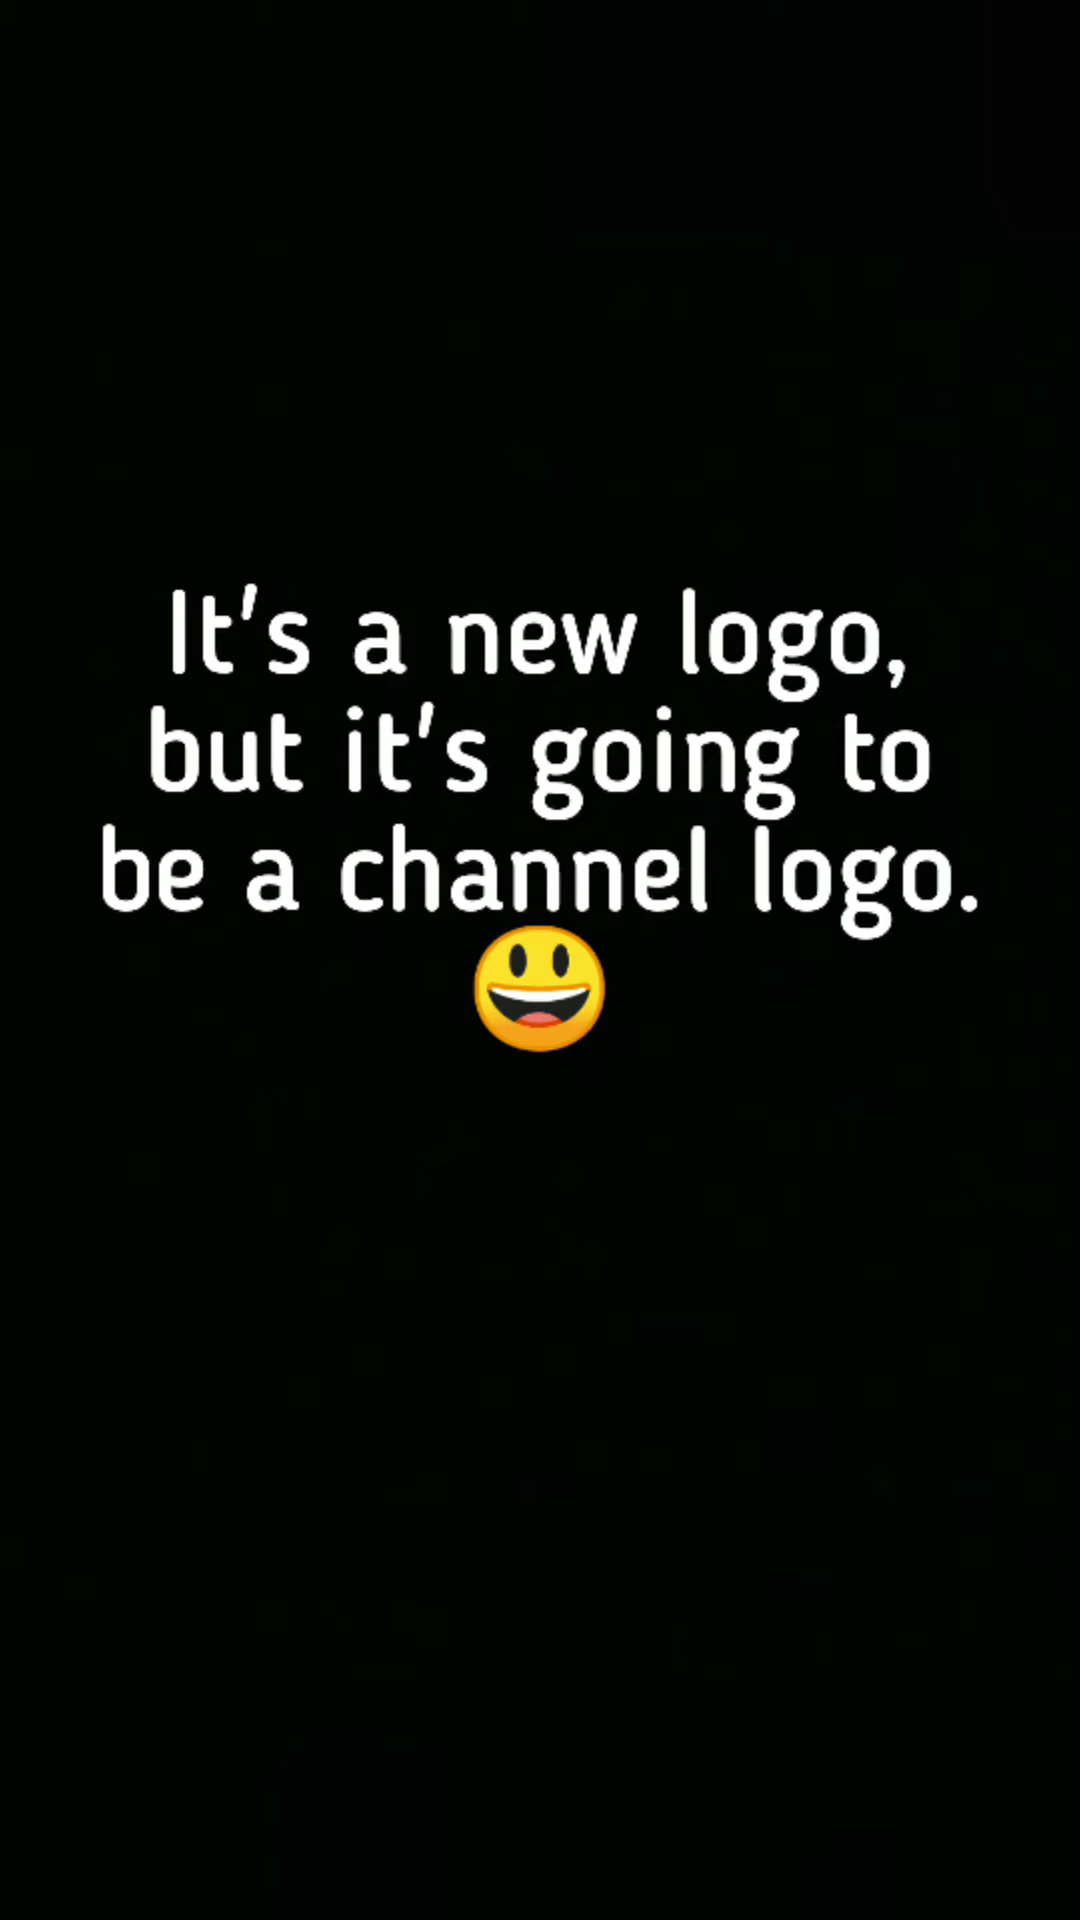 It's a new logo,
but it's going to
be a channel logo.
😃